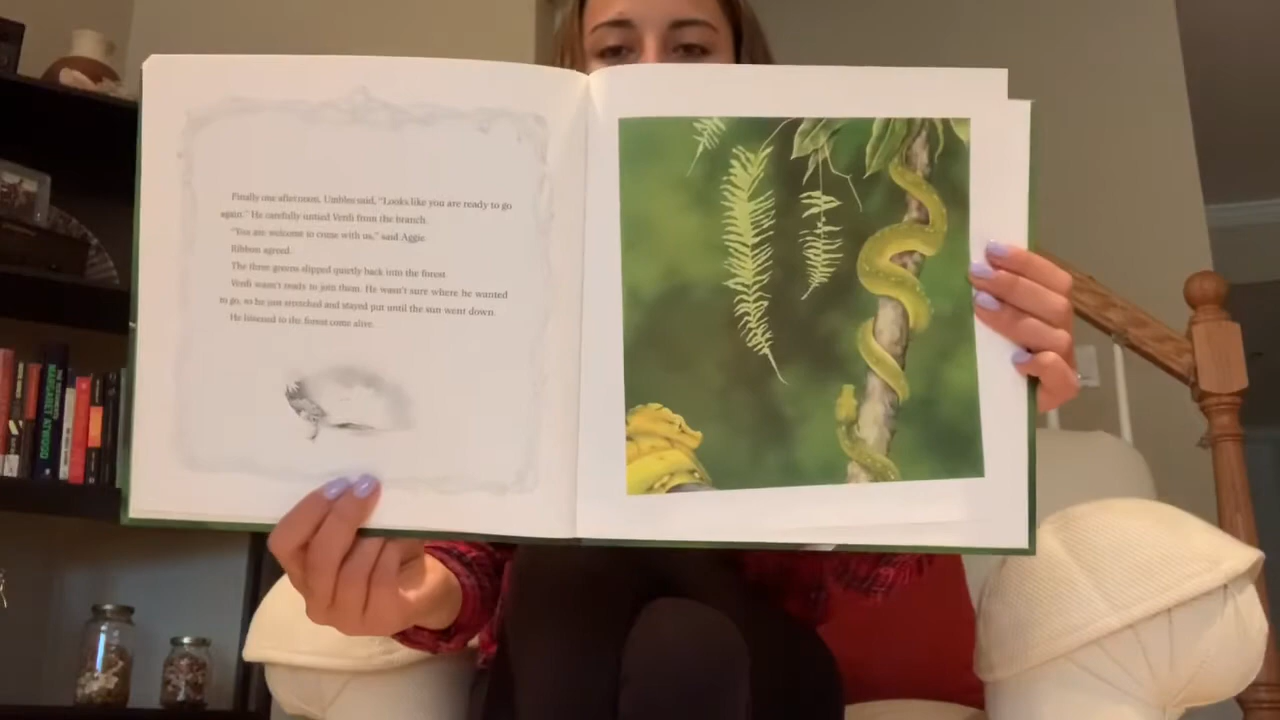 Finally one afternoon, Umbles said, "Looks like you are ready to go
again." He carefully untied Verdi from the branch.
"You are welcome to come with us," said Aggie.
Ribbon agreed.
The three greens slipped quietly back into the forest.
Verdi wasn't ready to join them. He wasn't sure where he wanted
to go, so he just stretched and stayed put until the sun went down.
He listened to the forest come alive.
MARGARET ATWOOD